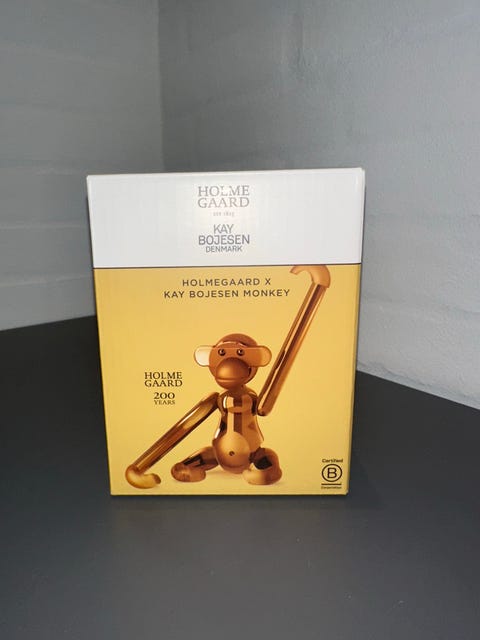 HOLME
GAARD
EST 1825
KAY
BOJESEN
DENMARK
HOLMEGAARD X
KAY BOJESEN MONKEY
HOLME
GAARD
200
YEARS
Certified
B
Corporation